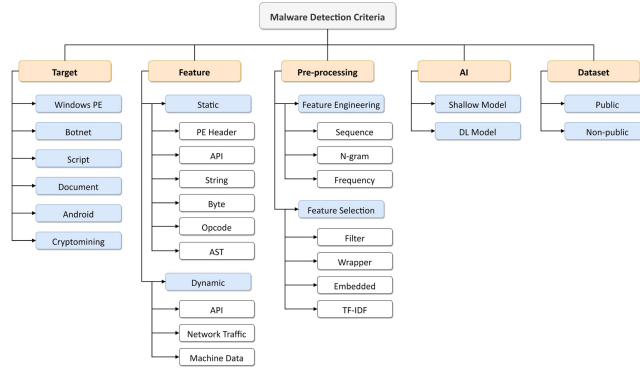 Malware Detection Criteria
Target
Windows PE
Botnet
Script
Document
Android
Cryptomining
Feature
Static
PE Header
API
String
Byte
Opcode
AST
Dynamic
API
Network Traffic
Machine Data
Pre-processing
Feature Engineering
Sequence
N-gram
Frequency
Feature Selection
Filter
Wrapper
Embedded
TF-IDF
AI
Shallow Model
DL Model
Dataset
Public
Non-public